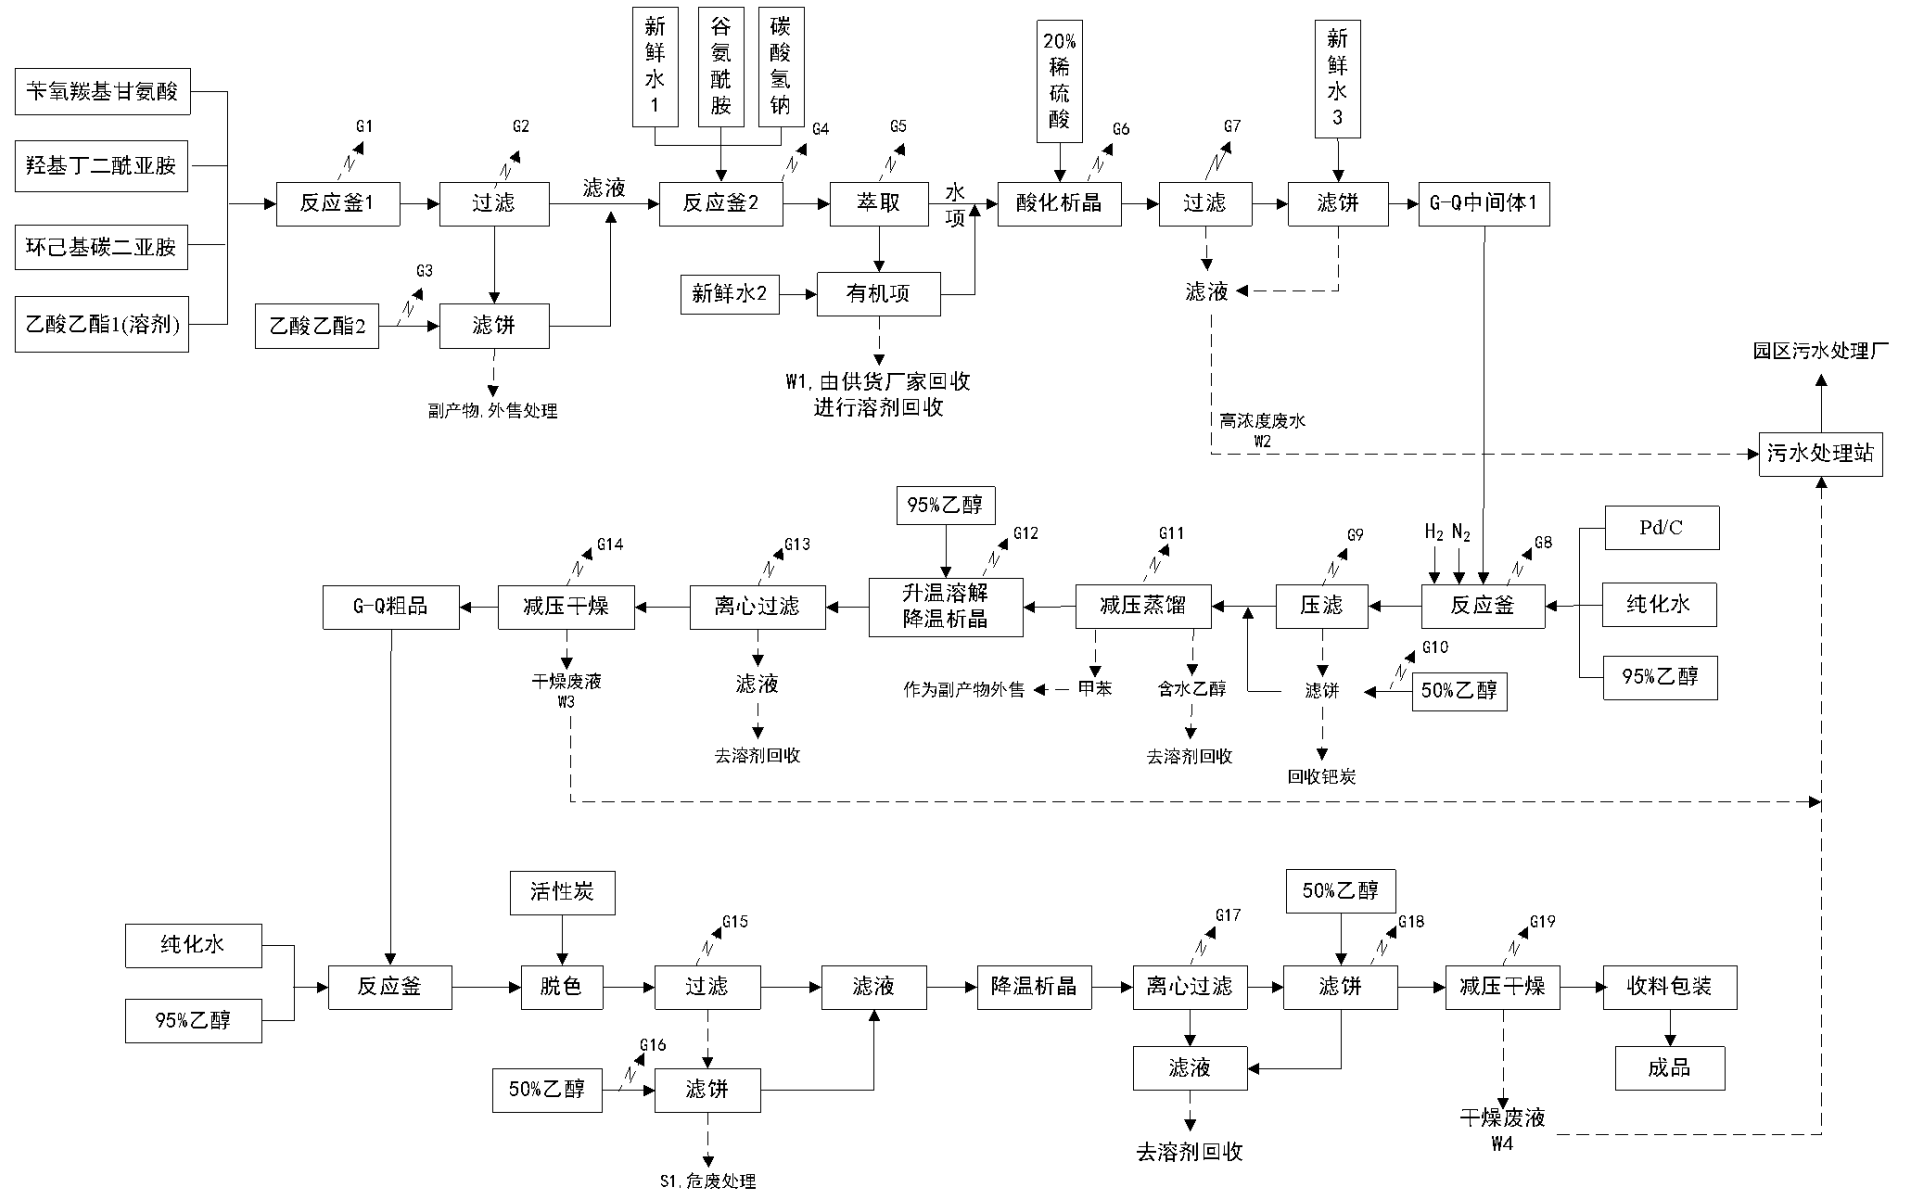 苄氧羰基甘氨酸
羟基丁二酰亚胺
环己基碳二亚胺
乙酸乙酯1(溶剂)
G1
反应釜1
G2
过滤
滤液
G3
乙酸乙酯2
滤饼
副产物,外售处理
新鲜水1
谷氨酰胺
碳酸氢钠
G4
反应釜2
G5
萃取
水项
新鲜水2
有机项
W1,由供货厂家回收
进行溶剂回收
20%稀硫酸
G6
酸化析晶
G7
过滤
新鲜水3
滤饼
G-Q中间体1
滤液
高浓度废水
W2
园区污水处理厂
污水处理站
Pd/C
纯化水
95%乙醇
H2
N2
G8
反应釜
G9
压滤
G10
50%乙醇
滤饼
回收钯炭
G11
减压蒸馏
甲苯
作为副产物外售
含水乙醇
去溶剂回收
95%乙醇
G12
升温溶解
降温析晶
G13
离心过滤
滤液
去溶剂回收
G14
减压干燥
干燥废液
W3
G-Q粗品
纯化水
95%乙醇
反应釜
活性炭
脱色
G15
过滤
G16
50%乙醇
滤饼
S1,危废处理
滤液
降温析晶
G17
离心过滤
滤液
去溶剂回收
50%乙醇
G18
滤饼
G19
减压干燥
干燥废液
W4
收料包装
成品